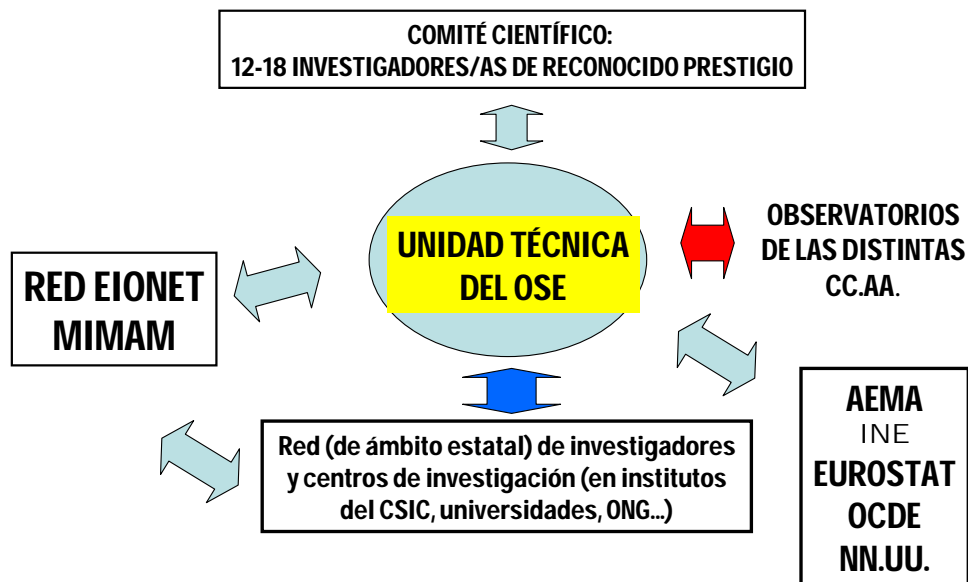 COMITÉ CIENTÍFICO:
12-18 INVESTIGADORES/AS DE RECONOCIDO PRESTIGIO
UNIDAD TÉCNICA
DEL OSE
OBSERVATORIOS
DE LAS DISTINTAS
CC.AA.
RED EIONET
MIMAM
Red (de ámbito estatal) de investigadores
y centros de investigación (en institutos
del CSIC, universidades, ONG...)
AEMA
INE
EUROSTAT
OCDE
NN.UU.